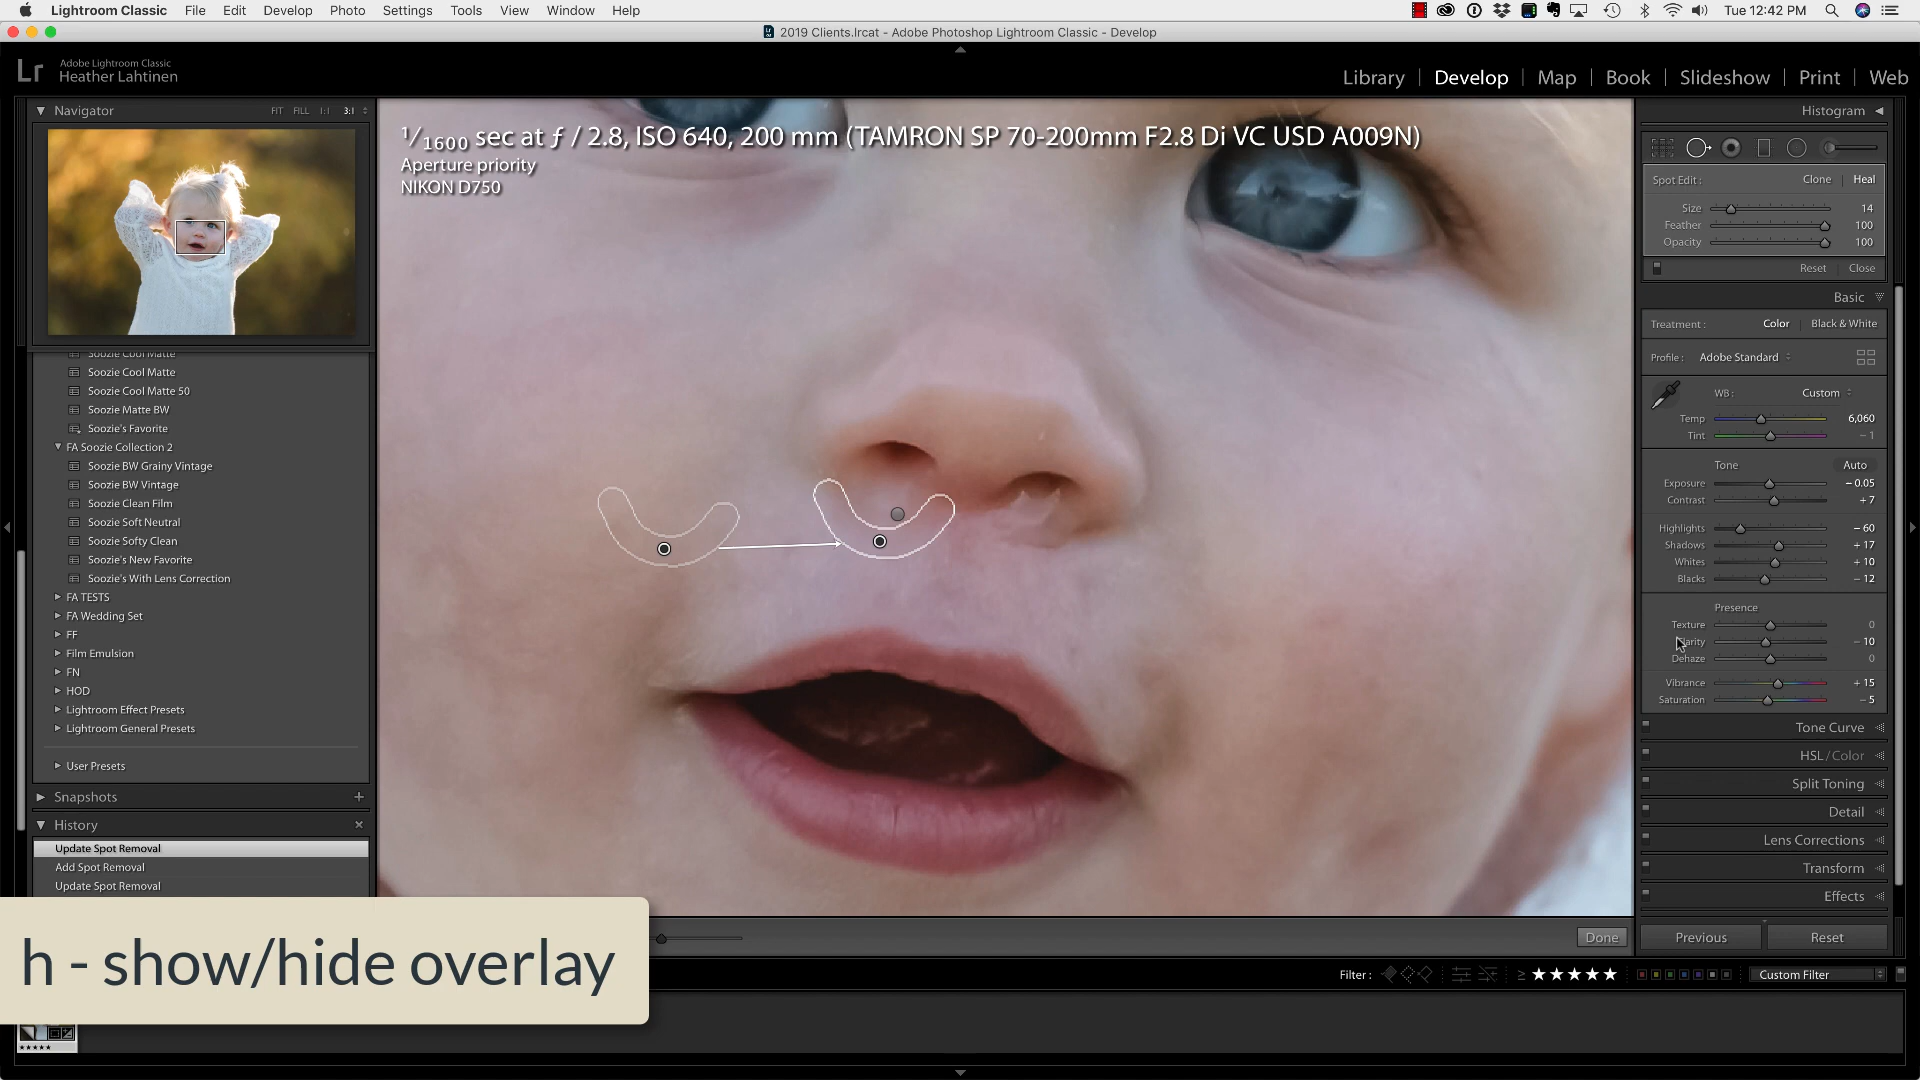 Lightroom Classic File Edit Develop Photo Settings Tools View Window Help
Tue 12:42 PM
2019 Clients.lrcat - Adobe Photoshop Lightroom Classic - Develop
Lr
Adobe Lightroom Classic
Heather Lahtinen
Library | Develop | Map | Book | Slideshow | Print | Web
Navigator FIT FILL 1:1 3:1
Soozie Cool Matte
Soozie Cool Matte
Soozie Cool Matte 50
Soozie Matte BW
Soozie's Favorite
FA Soozie Collection 2
Soozie BW Grainy Vintage
Soozie BW Vintage
Soozie Clean Film
Soozie Soft Neutral
Soozie Softy Clean
Soozie's New Favorite
Soozie's With Lens Correction
FA TESTS
FA Wedding Set
FF
Film Emulsion
FN
HOD
Lightroom Effect Presets
Lightroom General Presets
User Presets
Snapshots +
History ×
Update Spot Removal
Add Spot Removal
Update Spot Removal
1/1600 sec at ƒ / 2.8, ISO 640, 200 mm (TAMRON SP 70-200mm F2.8 Di VC USD A009N)
Aperture priority
NIKON D750
Histogram
Spot Edit : Clone | Heal
Size 14
Feather 100
Opacity 100
Reset | Close
Basic
Treatment : Color | Black & White
Profile : Adobe Standard
WB : Custom
Temp 6,060
Tint - 1
Tone Auto
Exposure - 0.05
Contrast + 7
Highlights - 60
Shadows + 17
Whites + 10
Blacks - 12
Presence
Texture 0
Clarity - 10
Dehaze 0
Vibrance + 15
Saturation - 5
Tone Curve
HSL / Color
Split Toning
Detail
Lens Corrections
Transform
Effects
Done
Previous Reset
h - show/hide overlay
Filter : ≥ ★★★★★ Custom Filter
★★★★★